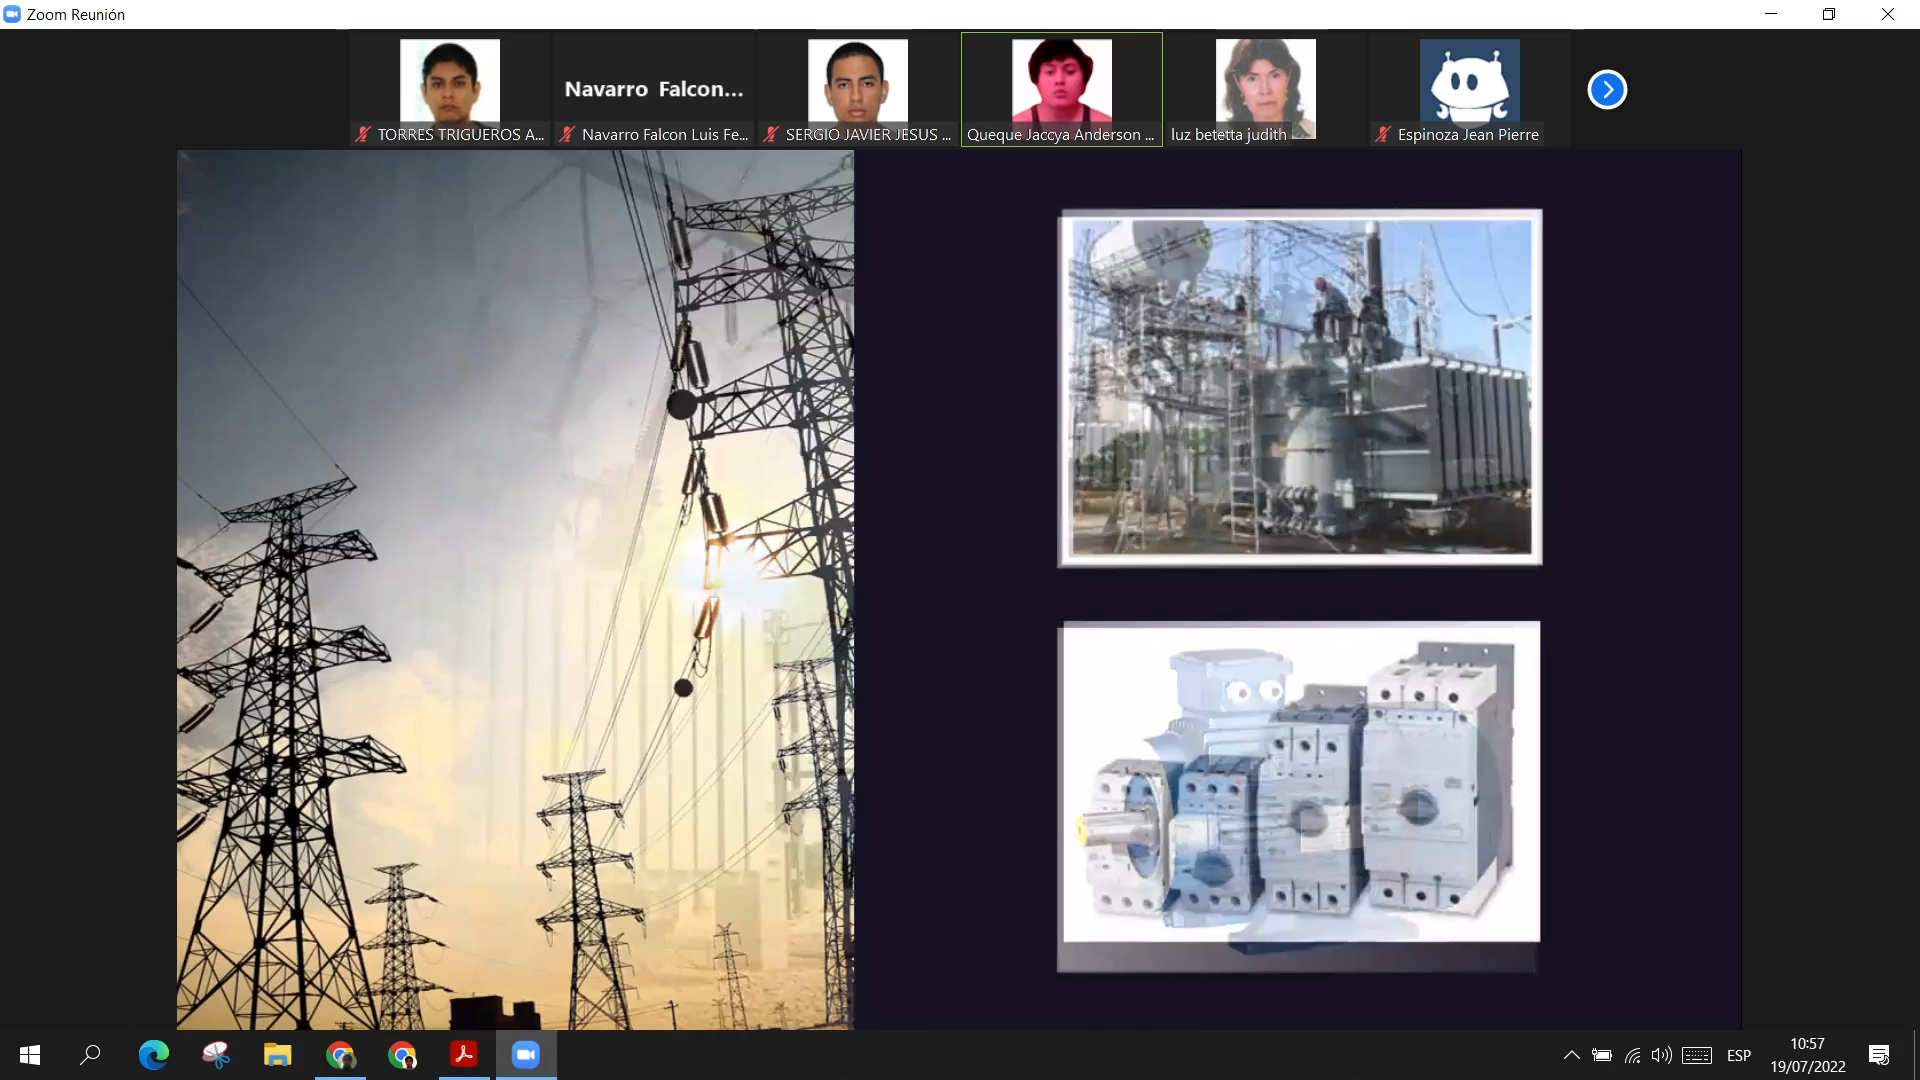 Zoom Reunión
Navarro Falcon...
TORRES TRIGUEROS A...
Navarro Falcon Luis Fe...
SERGIO JAVIER JESUS ...
Queque Jaccya Anderson ...
luz betetta judith
Espinoza Jean Pierre
ESP
10:57
19/07/2022